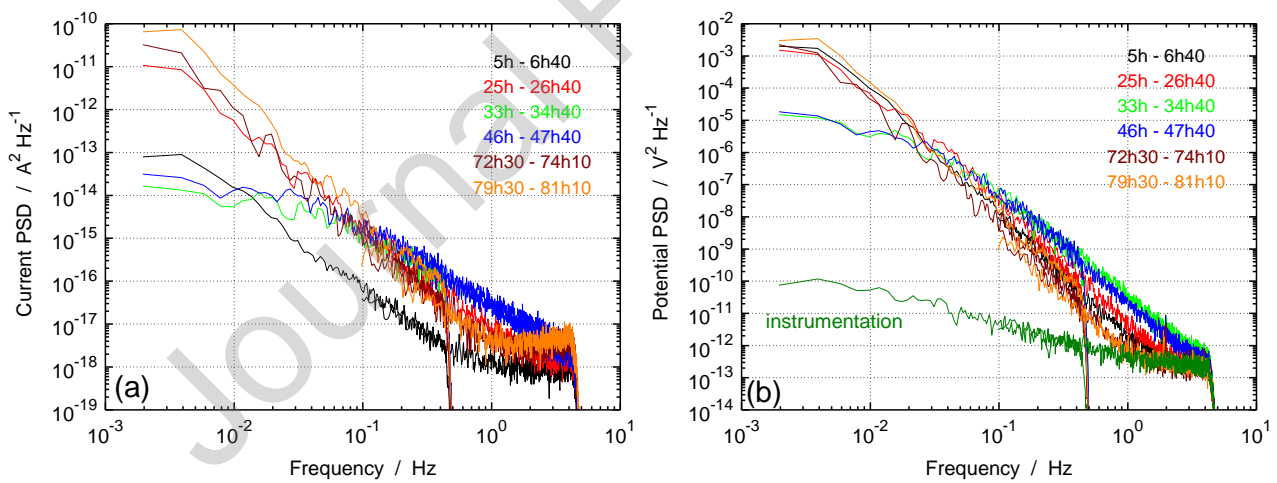 10^-10
10^-11
10^-12
10^-13
10^-14
10^-15
10^-16
10^-17
10^-18
10^-19
Current PSD / A^2 Hz^-1
5h - 6h40
25h - 26h40
33h - 34h40
46h - 47h40
72h30 - 74h10
79h30 - 81h10
(a)
10^-3 10^-2 10^-1 10^0 10^1
Frequency / Hz
10^-2
10^-3
10^-4
10^-5
10^-6
10^-7
10^-8
10^-9
10^-10
10^-11
10^-12
10^-13
10^-14
Potential PSD / V^2 Hz^-1
5h - 6h40
25h - 26h40
33h - 34h40
46h - 47h40
72h30 - 74h10
79h30 - 81h10
instrumentation
(b)
10^-3 10^-2 10^-1 10^0 10^1
Frequency / Hz
Journal